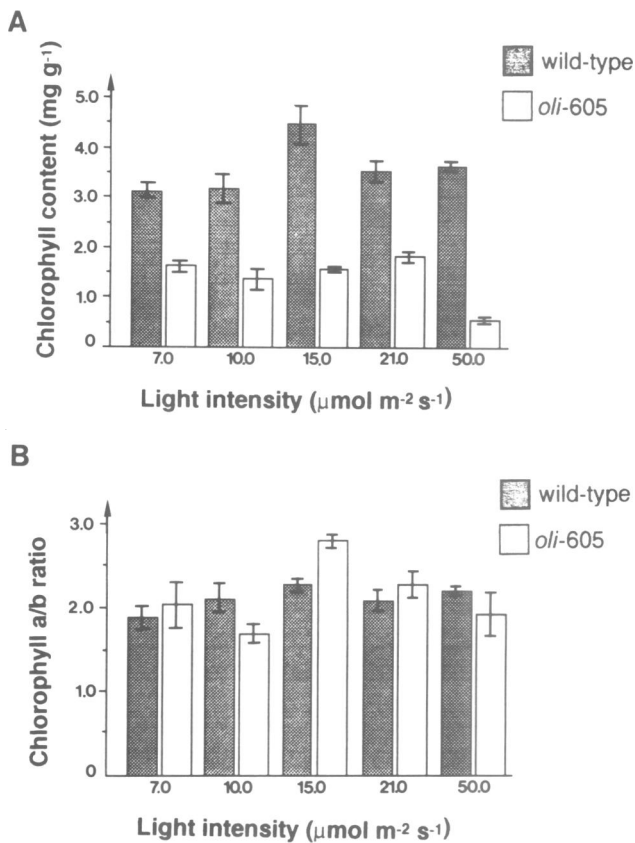 A
wild-type
oli-605
Chlorophyll content (mg g-1)
5.0
4.0
3.0
2.0
1.0
0
7.0 10.0 15.0 21.0 50.0
Light intensity (μmol m-2 s-1)
B
wild-type
oli-605
Chlorophyll a/b ratio
3.0
2.0
1.0
0
7.0 10.0 15.0 21.0 50.0
Light intensity (μmol m-2 s-1)